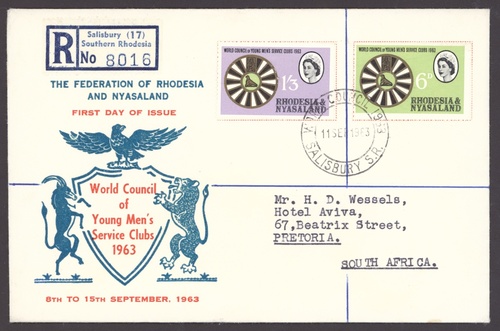 R
Salisbury (17)
Southern Rhodesia
No 8016
THE FEDERATION OF RHODESIA
AND NYASALAND
FIRST DAY OF ISSUE
World Council
of
Young Men's
Service Clubs
1963
8TH TO 15TH SEPTEMBER, 1963
WORLD COUNCIL OF YOUNG MEN'S SERVICE CLUBS 1963
1/3
RHODESIA &
NYASALAND
WORLD COUNCIL OF YOUNG MEN'S SERVICE CLUBS 1963
6D
RHODESIA &
NYASALAND
COUNCIL 1963
11 SEP 1963
SALISBURY S.R.
Mr. H. D. Wessels,
Hotel Aviva,
67,Beatrix Street,
PRETORIA.
SOUTH AFRICA.